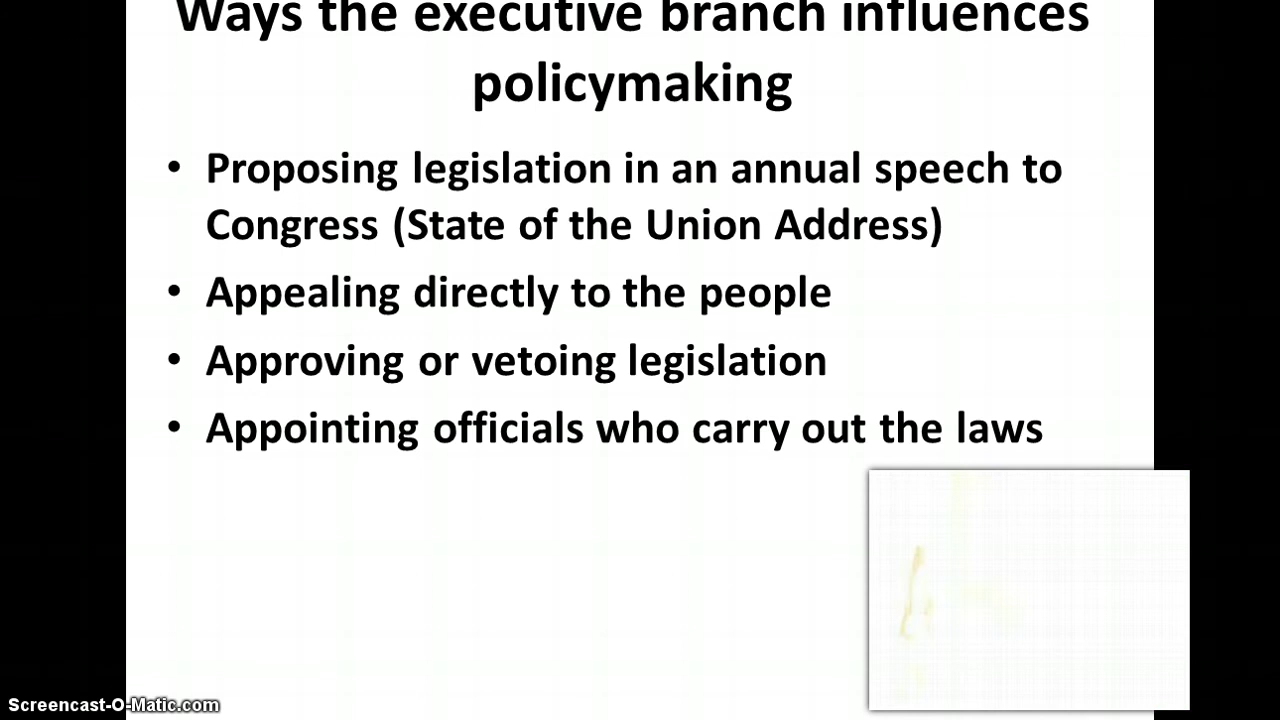 Ways the executive branch influences
policymaking
• Proposing legislation in an annual speech to
Congress (State of the Union Address)
• Appealing directly to the people
• Approving or vetoing legislation
• Appointing officials who carry out the laws
Screencast-O-Matic.com